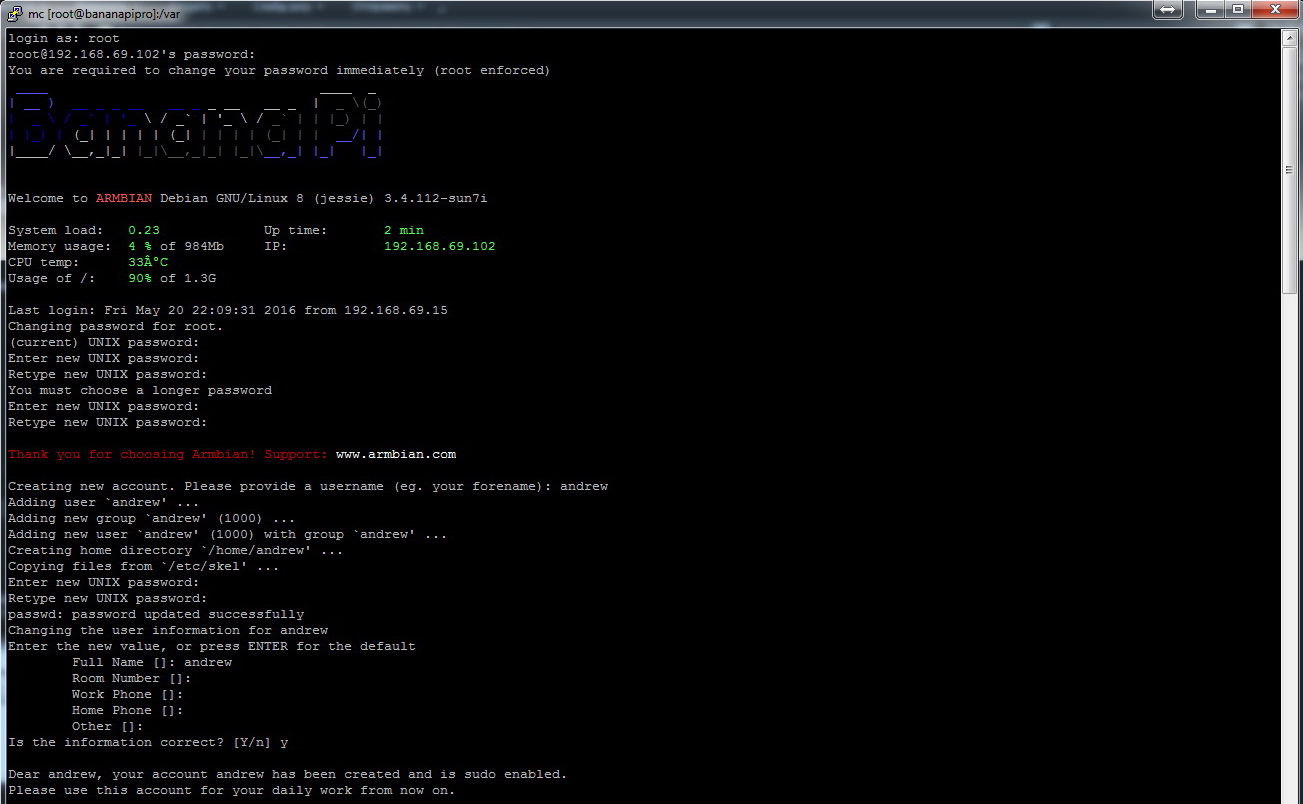 mc [root@bananapipro]:/var
login as: root
root@192.168.69.102's password:
You are required to change your password immediately (root enforced)
Banana Pi
Welcome to ARMBIAN Debian GNU/Linux 8 (jessie) 3.4.112-sun7i
System load:   0.23             Up time:       2 min
Memory usage:  4 % of 984Mb     IP:            192.168.69.102
CPU temp:      33Â°C
Usage of /:    90% of 1.3G
Last login: Fri May 20 22:09:31 2016 from 192.168.69.15
Changing password for root.
(current) UNIX password:
Enter new UNIX password:
Retype new UNIX password:
You must choose a longer password
Enter new UNIX password:
Retype new UNIX password:
Thank you for choosing Armbian! Support: www.armbian.com
Creating new account. Please provide a username (eg. your forename): andrew
Adding user `andrew' ...
Adding new group `andrew' (1000) ...
Adding new user `andrew' (1000) with group `andrew' ...
Creating home directory `/home/andrew' ...
Copying files from `/etc/skel' ...
Enter new UNIX password:
Retype new UNIX password:
passwd: password updated successfully
Changing the user information for andrew
Enter the new value, or press ENTER for the default
        Full Name []: andrew
        Room Number []:
        Work Phone []:
        Home Phone []:
        Other []:
Is the information correct? [Y/n] y
Dear andrew, your account andrew has been created and is sudo enabled.
Please use this account for your daily work from now on.